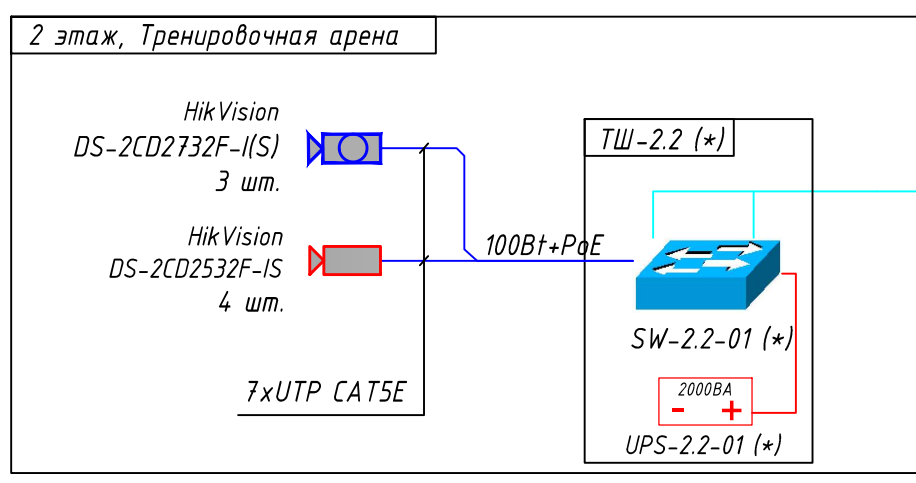 2 этаж, Тренировочная арена
HikVision
DS-2CD2732F-I(S)
3 шт.
ТШ-2.2 (*)
HikVision
DS-2CD2532F-IS
4 шт.
100Bt+PoE
SW-2.2-01 (*)
7xUTP CAT5E
2000ВА
- +
UPS-2.2-01 (*)